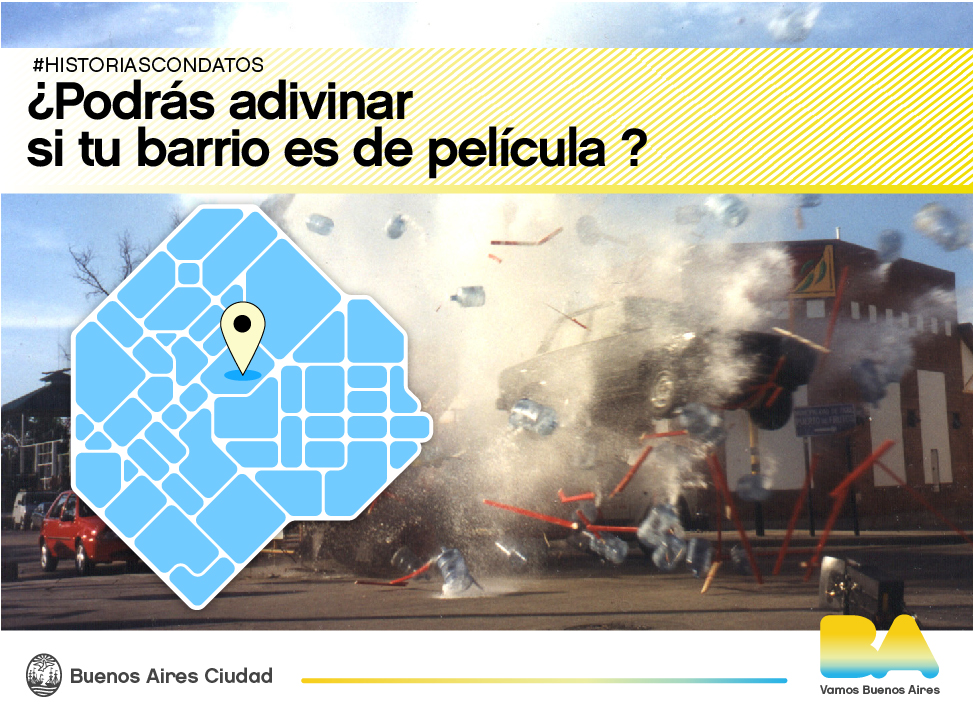 #HISTORIASCONDATOS
¿Podrás adivinar
si tu barrio es de película ?
Buenos Aires Ciudad
BA
Vamos Buenos Aires